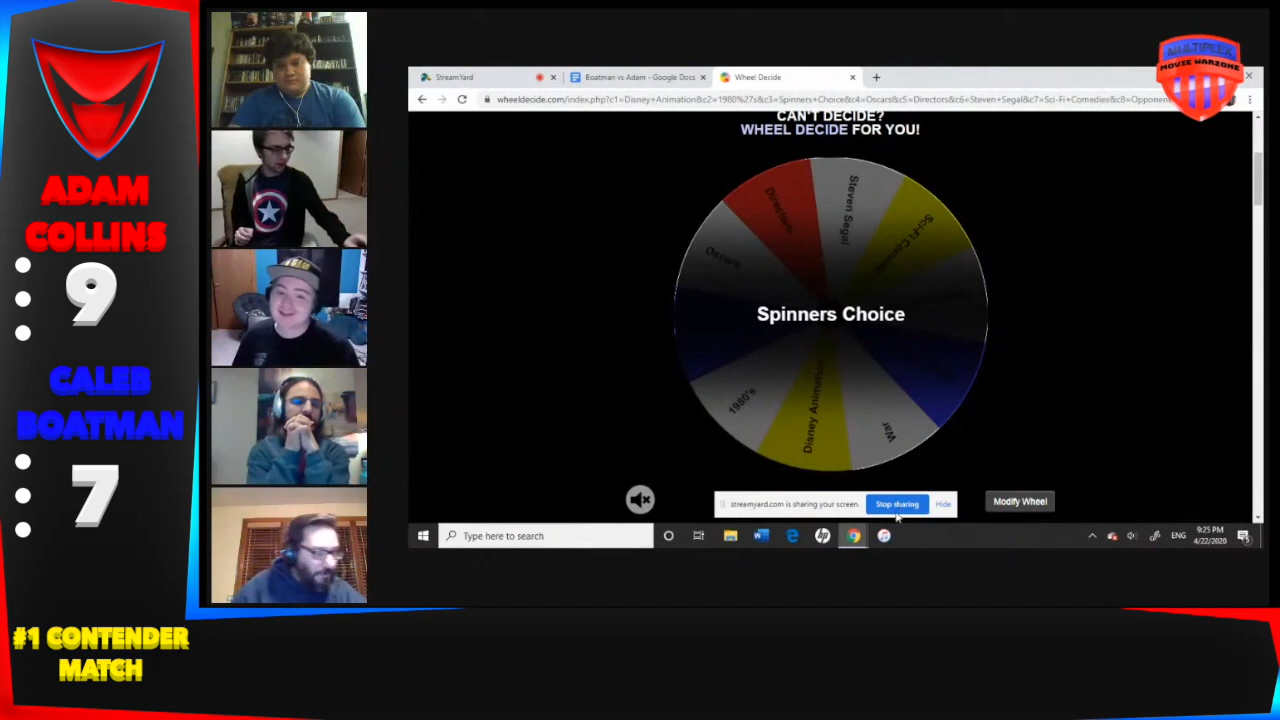 ADAM
COLLINS
9
CALEB
BOATMAN
7
#1 CONTENDER
MATCH
MULTIPLEX
MOVIE WARZONE
StreamYard
Boatman vs Adam - Google Docs
Wheel Decide
wheeldecide.com/index.php?c1=Disney+Animation&c2=1980%27s&c3=Spinners+Choice&c4=Oscars&c5=Directors&c6=Steven+Segal&c7=Sci-Fi+Comedies&c8=Opponent
CAN'T DECIDE?
WHEEL DECIDE FOR YOU!
Directors
Steven Segal
Oscars
Spinners Choice
1980's
Disney Animation
War
streamyard.com is sharing your screen.
Stop sharing
Hide
Modify Wheel
Type here to search
ENG
9:25 PM
4/22/2020